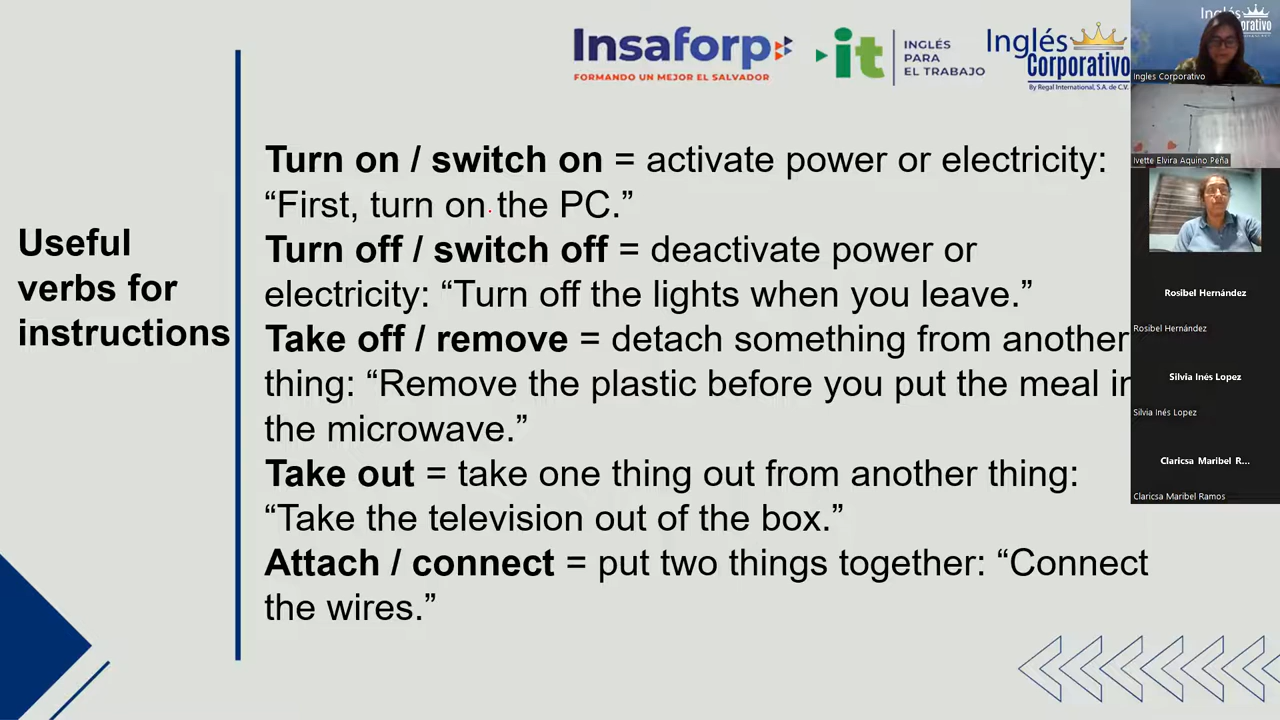 Insaforp
FORMANDO UN MEJOR EL SALVADOR
it
INGLÉS
PARA
EL TRABAJO
Inglés
Corporativo
By Regal International, S.A. de C.V.
Useful
verbs for
instructions
Turn on / switch on = activate power or electricity:
“First, turn on the PC.”
Turn off / switch off = deactivate power or
electricity: “Turn off the lights when you leave.”
Take off / remove = detach something from another
thing: “Remove the plastic before you put the meal in
the microwave.”
Take out = take one thing out from another thing:
“Take the television out of the box.”
Attach / connect = put two things together: “Connect
the wires.”
Inglés
orporativo
Ingles Corporativo
Ivette Elvira Aquino Peña
Rosibel Hernández
Rosibel Hernández
Silvia Inés Lopez
Silvia Inés Lopez
Claricsa Maribel R...
Claricsa Maribel Ramos